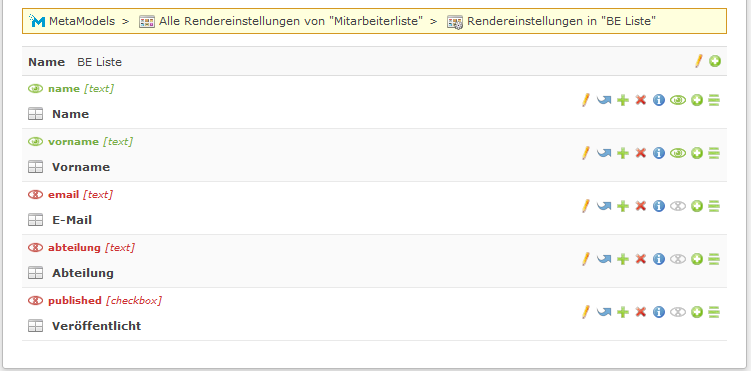 MetaModels > Alle Rendereinstellungen von "Mitarbeiterliste" > Rendereinstellungen in "BE Liste"
Name BE Liste
name [text]
Name
vorname [text]
Vorname
email [text]
E-Mail
abteilung [text]
Abteilung
published [checkbox]
Veröffentlicht